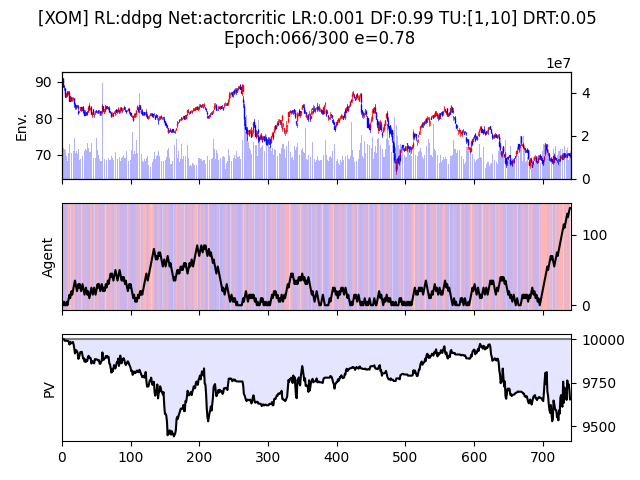 [XOM] RL:ddpg Net:actorcritic LR:0.001 DF:0.99 TU:[1,10] DRT:0.05
Epoch:066/300 e=0.78
1e7
90
80
70
Env.
4
2
0
Agent
100
0
PV
10000
9750
9500
0 100 200 300 400 500 600 700